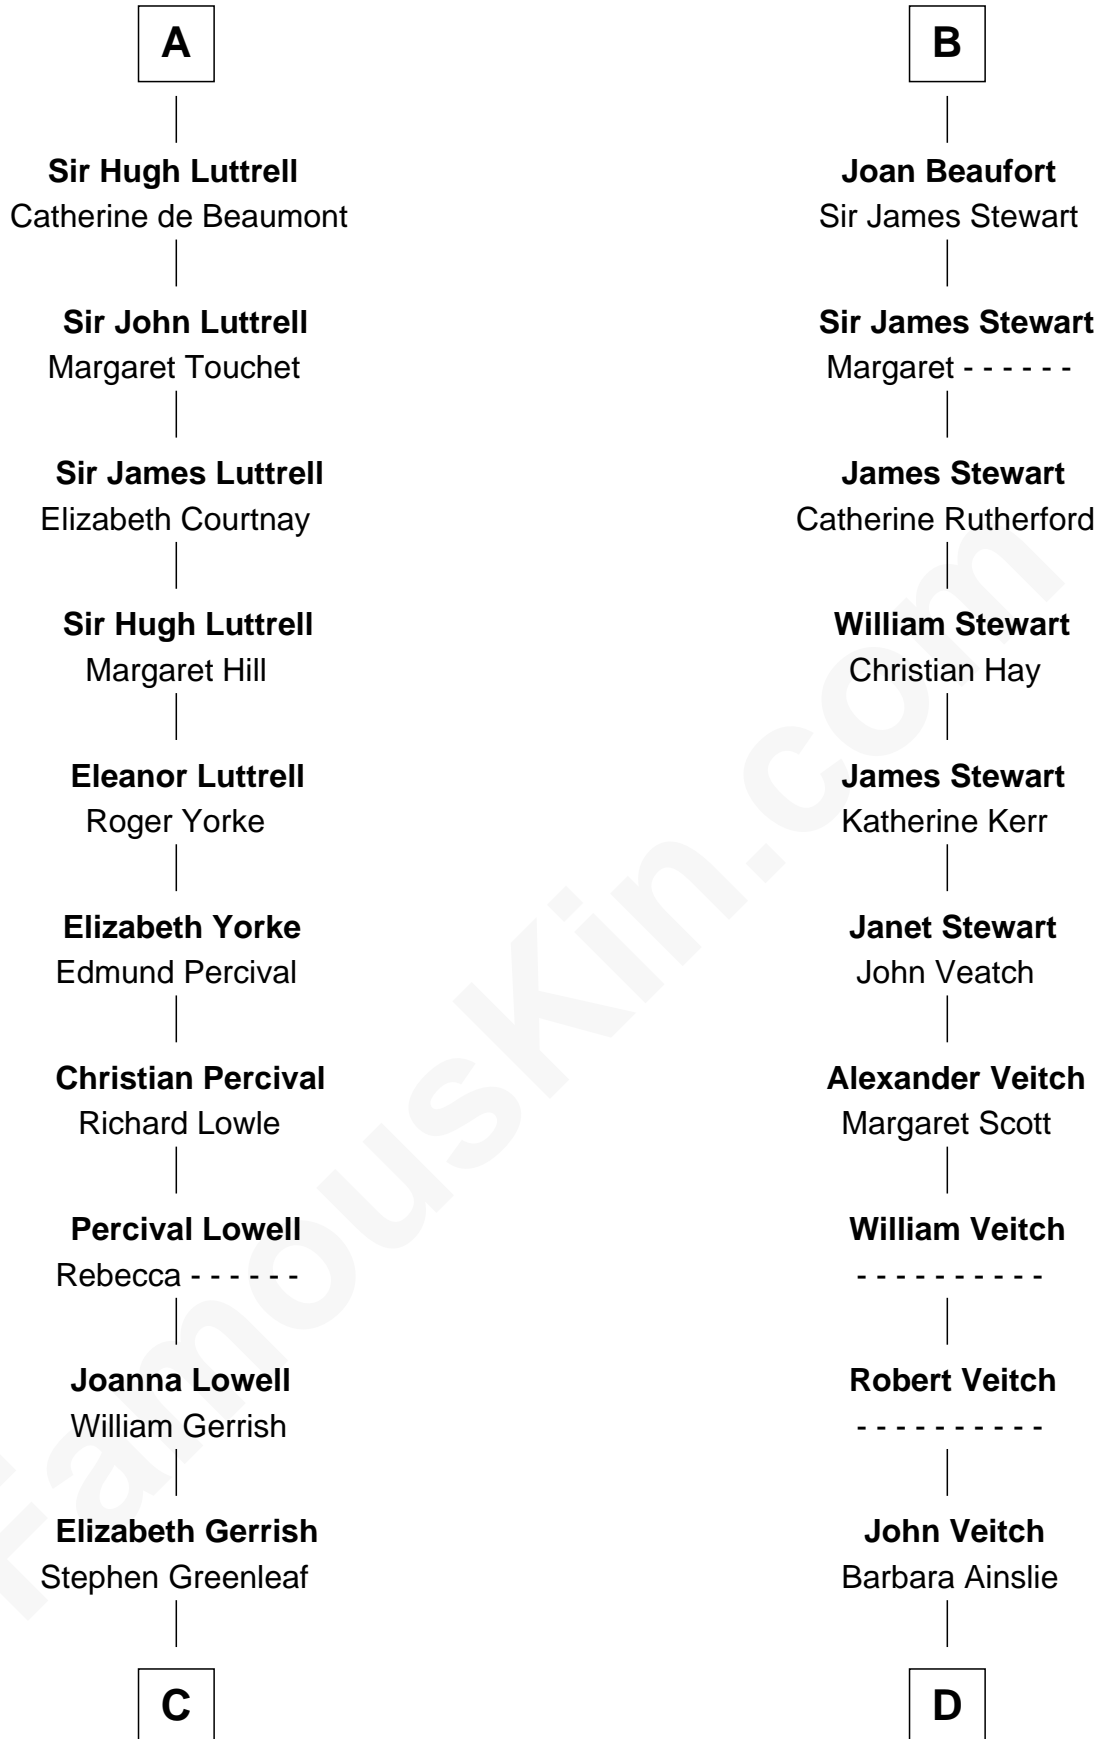 A
Sir Hugh Luttrell
Catherine de Beaumont
Sir John Luttrell
Margaret Touchet
Sir James Luttrell
Elizabeth Courtnay
Sir Hugh Luttrell
Margaret Hill
Eleanor Luttrell
Roger Yorke
Elizabeth Yorke
Edmund Percival
Christian Percival
Richard Lowle
Percival Lowell
Rebecca - - - - - -
Joanna Lowell
William Gerrish
Elizabeth Gerrish
Stephen Greenleaf
C
B
Joan Beaufort
Sir James Stewart
Sir James Stewart
Margaret - - - - - -
James Stewart
Catherine Rutherford
William Stewart
Christian Hay
James Stewart
Katherine Kerr
Janet Stewart
John Veatch
Alexander Veitch
Margaret Scott
William Veitch
- - - - - - - - - -
Robert Veitch
- - - - - - - - - -
John Veitch
Barbara Ainslie
D
FamousKin.com